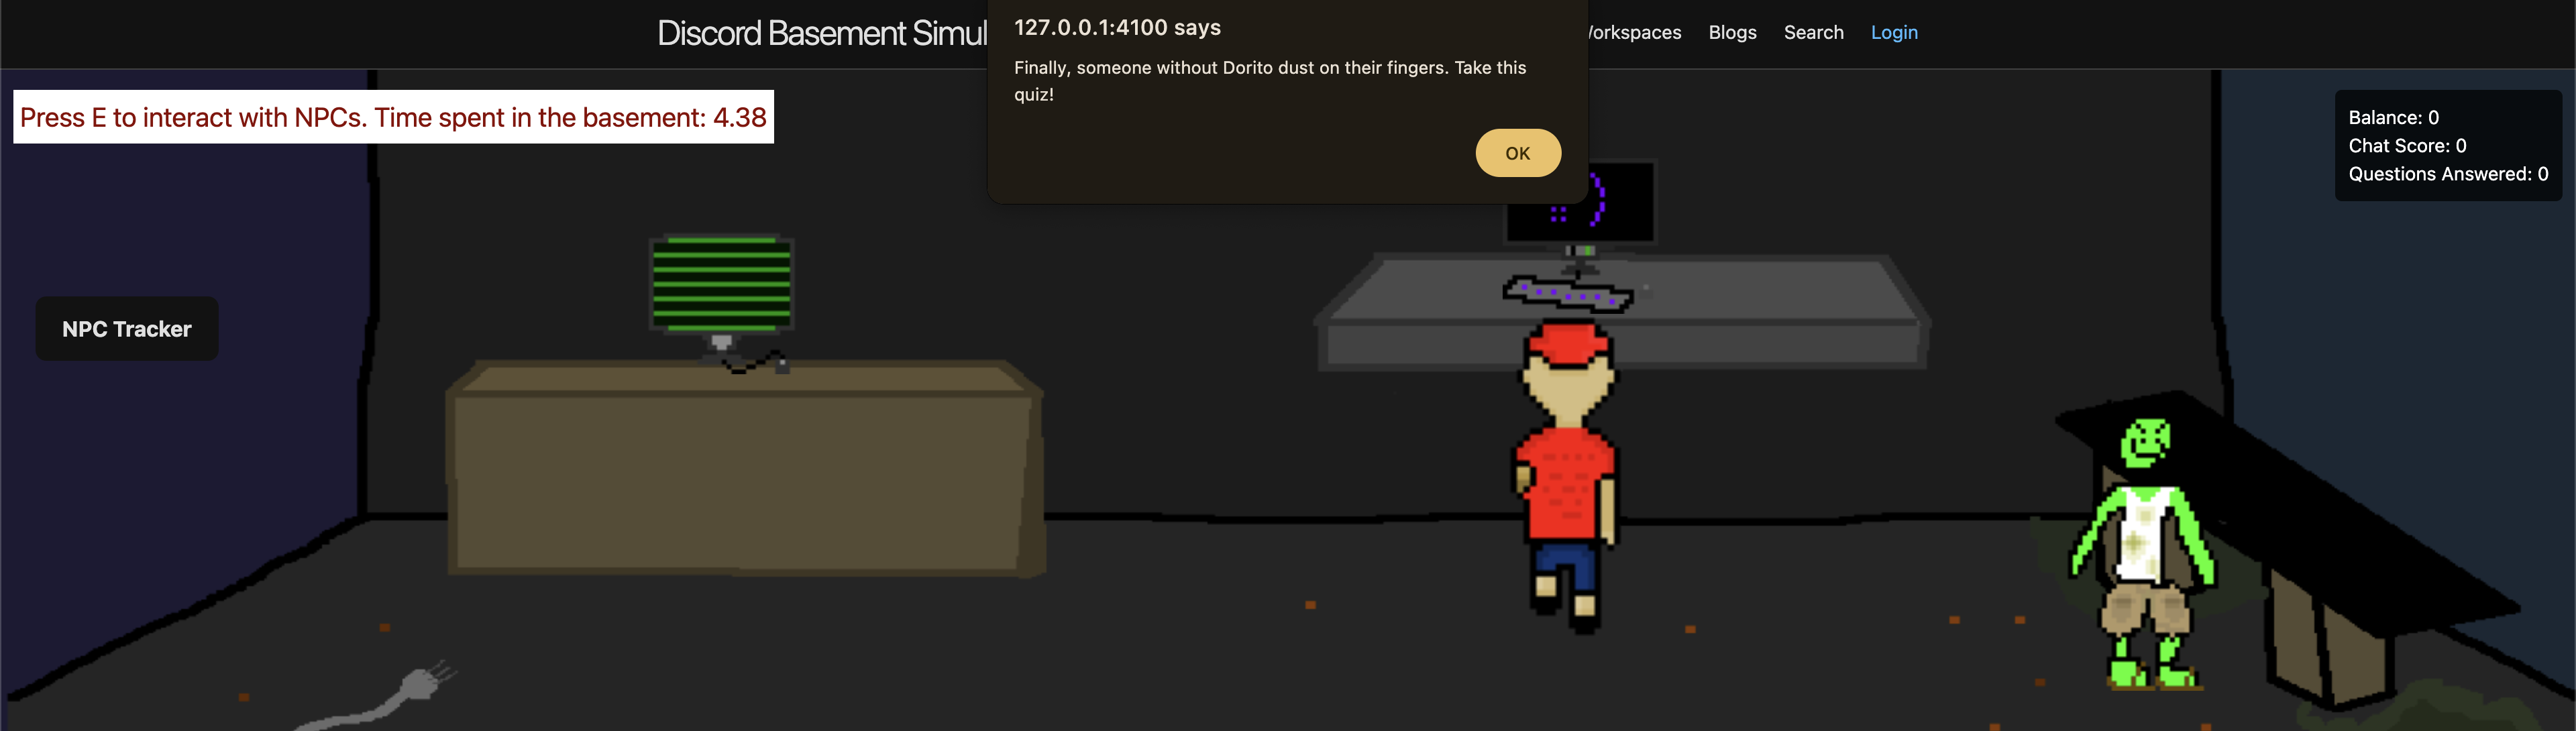 Discord Basement Simul
127.0.0.1:4100 says
Finally, someone without Dorito dust on their fingers. Take this
quiz!
OK
orkspaces Blogs Search Login
Press E to interact with NPCs. Time spent in the basement: 4.38
Balance: 0
Chat Score: 0
Questions Answered: 0
NPC Tracker